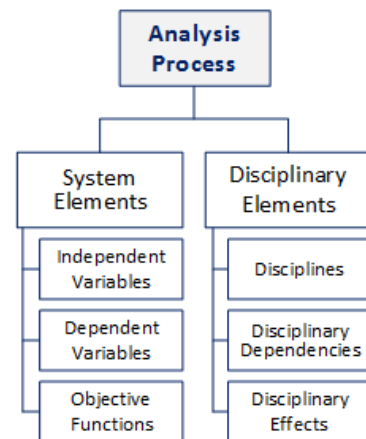 Analysis
Process
System
Elements
Independent
Variables
Dependent
Variables
Objective
Functions
Disciplinary
Elements
Disciplines
Disciplinary
Dependencies
Disciplinary
Effects